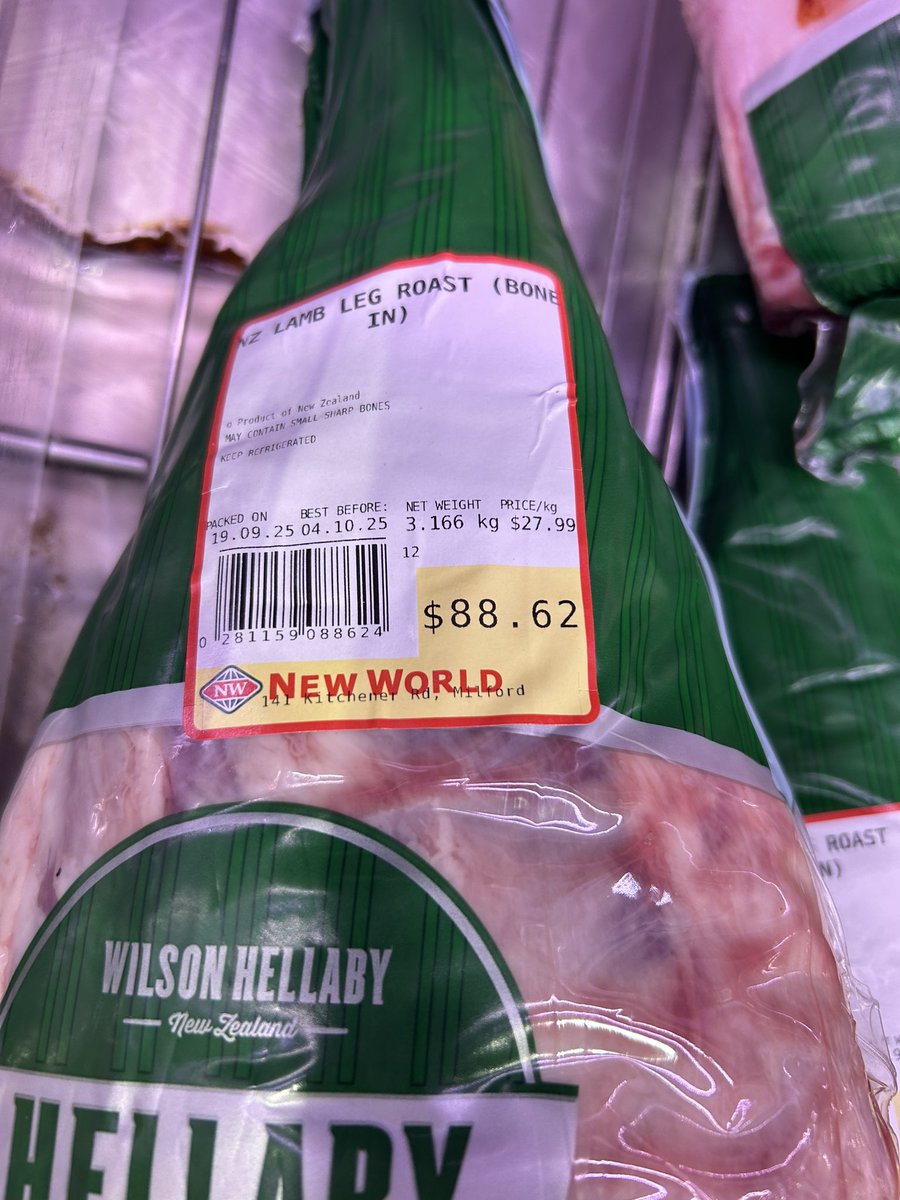 NZ LAMB LEG ROAST (BONE
IN)
Product of New Zealand
MAY CONTAIN SMALL SHARP BONES
KEEP REFRIGERATED
PACKED ON BEST BEFORE: NET WEIGHT PRICE/kg
19.09.25 04.10.25 3.166 kg $27.99
12
$88.62
0 281159 088624
NW NEW WORLD
141 Kitchener Rd, Milford
WILSON HELLABY
New Zealand
HELLABY
ROAST
N)